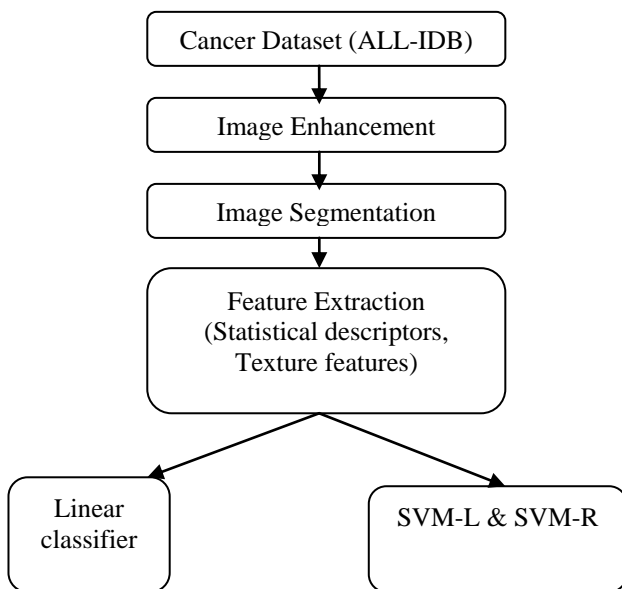 Cancer Dataset (ALL-IDB)
Image Enhancement
Image Segmentation
Feature Extraction
(Statistical descriptors,
Texture features)
Linear
classifier
SVM-L & SVM-R